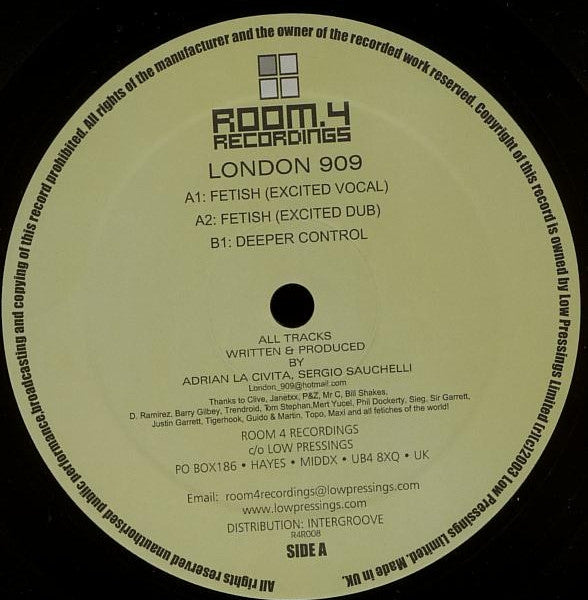 All rights reserved unauthorised public performance,broadcasting and copying of this record prohibited. All rights of the manufacturer and the owner of the recorded work reserved. Copyright of this record is owned by Low Pressings Limited (r)(c)2003 Low Pressings Limited. Made in UK.
ROOM.4
RECORDINGS
LONDON 909
A1: FETISH (EXCITED VOCAL)
A2: FETISH (EXCITED DUB)
B1: DEEPER CONTROL
ALL TRACKS
WRITTEN & PRODUCED
BY
ADRIAN LA CIVITA, SERGIO SAUCHELLI
London_909@hotmail.com
Thanks to Clive, Janetxx, P&Z, Mr C, Bill Shakes,
D. Ramirez, Barry Gilbey, Trendroid, Tom Stephan,Mert Yucel, Phil Dockerty, Sieg, Sir Garrett,
Justin Garrett, Tigerhook, Guido & Martin, Topo, Maxi and all fetiches of the world!
ROOM 4 RECORDINGS
c/o LOW PRESSINGS
PO BOX186 • HAYES • MIDDX • UB4 8XQ • UK
Email: room4recordings@lowpressings.com
www.lowpressings.com
DISTRIBUTION: INTERGROOVE
R4R008
SIDE A